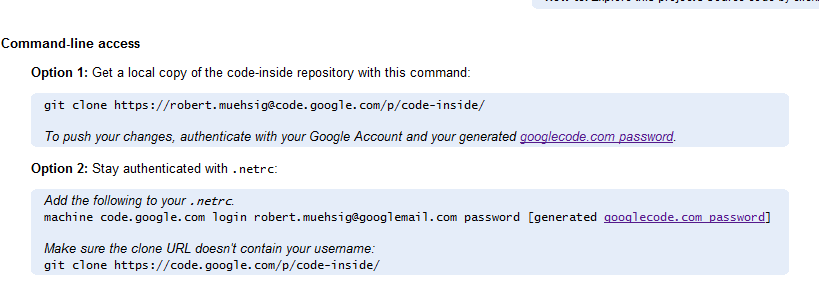 Command-line access
Option 1: Get a local copy of the code-inside repository with this command:
git clone https://robert.muehsig@code.google.com/p/code-inside/
To push your changes, authenticate with your Google Account and your generated googlecode.com password.
Option 2: Stay authenticated with .netrc:
Add the following to your .netrc.
machine code.google.com login robert.muehsig@googlemail.com password [generated googlecode.com password]
Make sure the clone URL doesn't contain your username:
git clone https://code.google.com/p/code-inside/